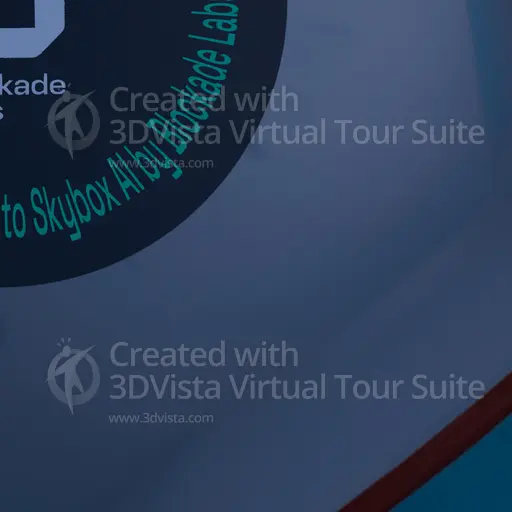 kade
s
to Skybox AI by Blockade Labs
Created with
3DVista Virtual Tour Suite
www.3dvista.com
Created with
3DVista Virtual Tour Suite
www.3dvista.com